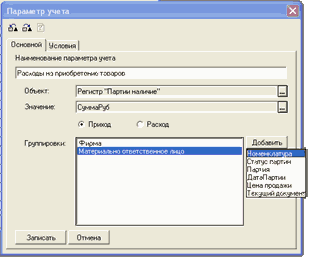 Параметр учета
Основной Условия
Наименование параметра учета
Расходы на приобретение товаров
Объект: Регистр "Партии наличие" ...
Значение: СуммаРуб ...
Приход Расход
Группировки: Фирма Добавить
Материально ответственное лицо Номенклатура
Статус партии
Партия
ДатаПартии
Цена продажи
Текущий документ
Записать Отмена